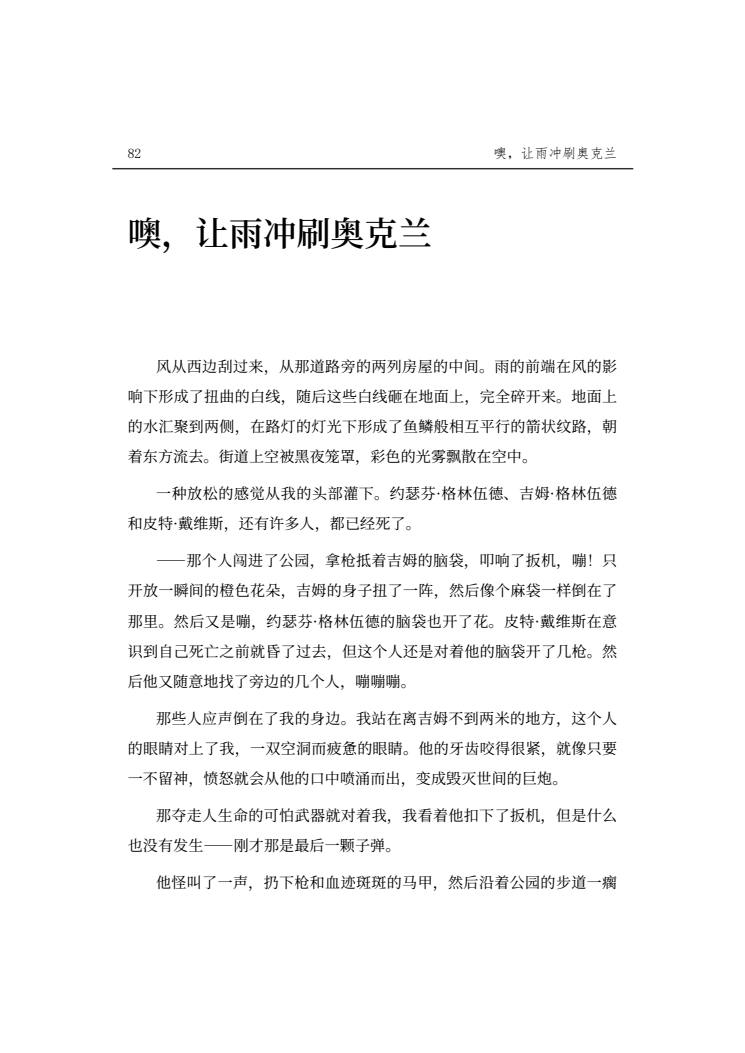 82
噢，让雨冲刷奥克兰
噢，让雨冲刷奥克兰
风从西边刮过来，从那道路旁的两列房屋的中间。雨的前端在风的影
响下形成了扭曲的白线，随后这些白线砸在地面上，完全碎开来。地面上
的水汇聚到两侧，在路灯的灯光下形成了鱼鳞般相互平行的箭状纹路，朝
着东方流去。街道上空被黑夜笼罩，彩色的光雾飘散在空中。
一种放松的感觉从我的头部灌下。约瑟芬·格林伍德、吉姆·格林伍德
和皮特·戴维斯，还有许多人，都已经死了。
——那个人闯进了公园，拿枪抵着吉姆的脑袋，叩响了扳机，嘣！只
开放一瞬间的橙色花朵，吉姆的身子扭了一阵，然后像个麻袋一样倒在了
那里。然后又是嘣，约瑟芬·格林伍德的脑袋也开了花。皮特·戴维斯在意
识到自己死亡之前就昏了过去，但这个人还是对着他的脑袋开了几枪。然
后他又随意地找了旁边的几个人，嘣嘣嘣。
那些人应声倒在了我的身边。我站在离吉姆不到两米的地方，这个人
的眼睛对上了我，一双空洞而疲惫的眼睛。他的牙齿咬得很紧，就像只要
一不留神，愤怒就会从他的口中喷涌而出，变成毁灭世间的巨炮。
那夺走人生命的可怕武器就对着我，我看着他扣下了扳机，但是什么
也没有发生——刚才那是最后一颗子弹。
他怪叫了一声，扔下枪和血迹斑斑的马甲，然后沿着公园的步道一瘸